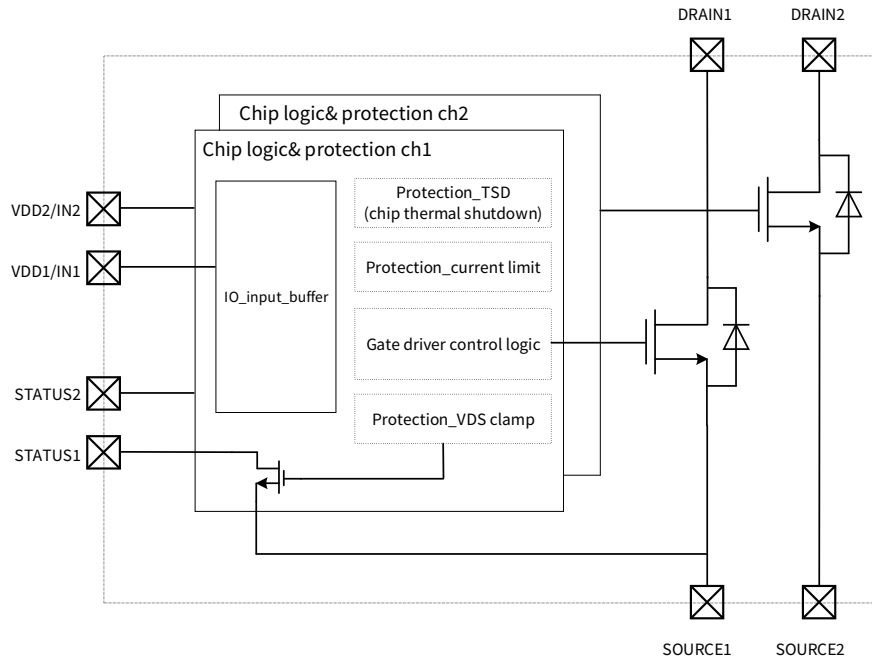 DRAIN1
DRAIN2
Chip logic& protection ch2
Chip logic& protection ch1
VDD2/IN2
VDD1/IN1
STATUS2
STATUS1
IO_input_buffer
Protection_TSD
(chip thermal shutdown)
Protection_current limit
Gate driver control logic
Protection_VDS clamp
SOURCE1
SOURCE2